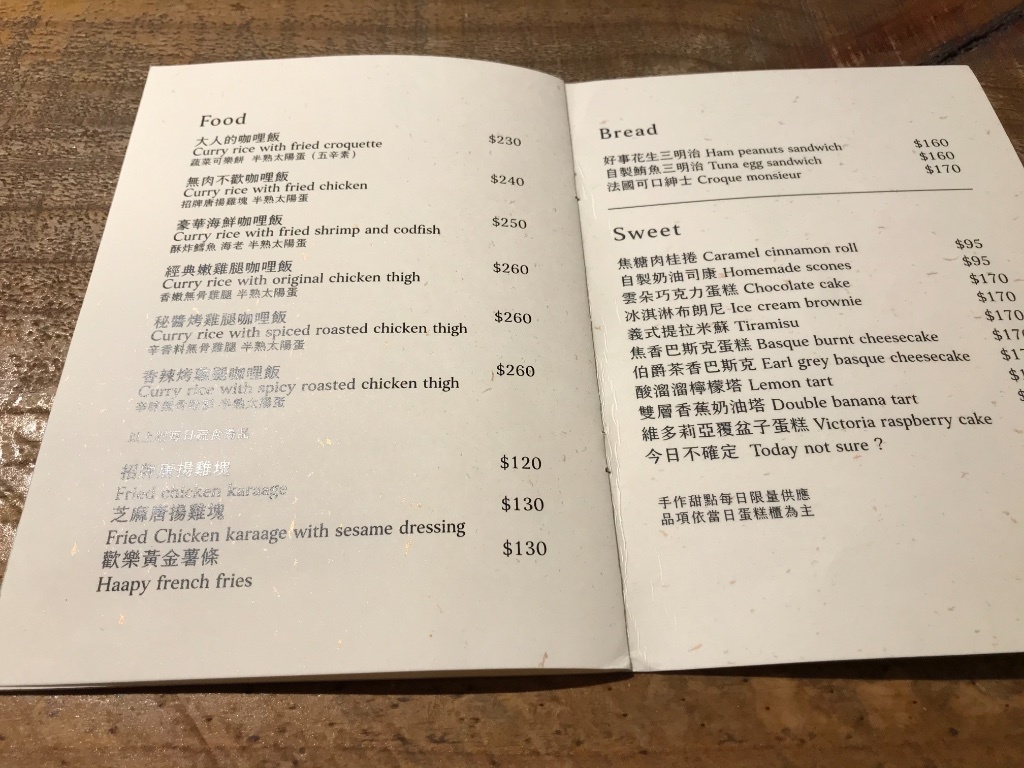 Food
大人的咖哩飯
Curry rice with fried croquette $230
蔬菜可樂餅 半熟太陽蛋（五辛素）
無肉不歡咖哩飯
Curry rice with fried chicken $240
招牌唐揚雞塊 半熟太陽蛋
豪華海鮮咖哩飯
Curry rice with fried shrimp and codfish $250
酥炸鱈魚 海老 半熟太陽蛋
經典嫩雞腿咖哩飯
Curry rice with original chicken thigh $260
香嫩無骨雞腿 半熟太陽蛋
秘醬烤雞腿咖哩飯
Curry rice with spiced roasted chicken thigh $260
辛香料無骨雞腿 半熟太陽蛋
香辣烤雞腿咖哩飯
Curry rice with spicy roasted chicken thigh $260
半熟太陽蛋
招牌唐揚雞塊 $120
Fried chicken karaage
芝麻唐揚雞塊 $130
Fried Chicken karaage with sesame dressing
歡樂黃金薯條 $130
Haapy french fries
Bread
好事花生三明治 Ham peanuts sandwich $160
自製鮪魚三明治 Tuna egg sandwich $160
法國可口紳士 Croque monsieur $170
Sweet
焦糖肉桂捲 Caramel cinnamon roll $95
自製奶油司康 Homemade scones $95
雲朵巧克力蛋糕 Chocolate cake $170
冰淇淋布朗尼 Ice cream brownie $170
義式提拉米蘇 Tiramisu $170
焦香巴斯克蛋糕 Basque burnt cheesecake
伯爵茶香巴斯克 Earl grey basque cheesecake
酸溜溜檸檬塔 Lemon tart
雙層香蕉奶油塔 Double banana tart
維多莉亞覆盆子蛋糕 Victoria raspberry cake
今日不確定 Today not sure ?
手作甜點每日限量供應
品項依當日蛋糕櫃為主